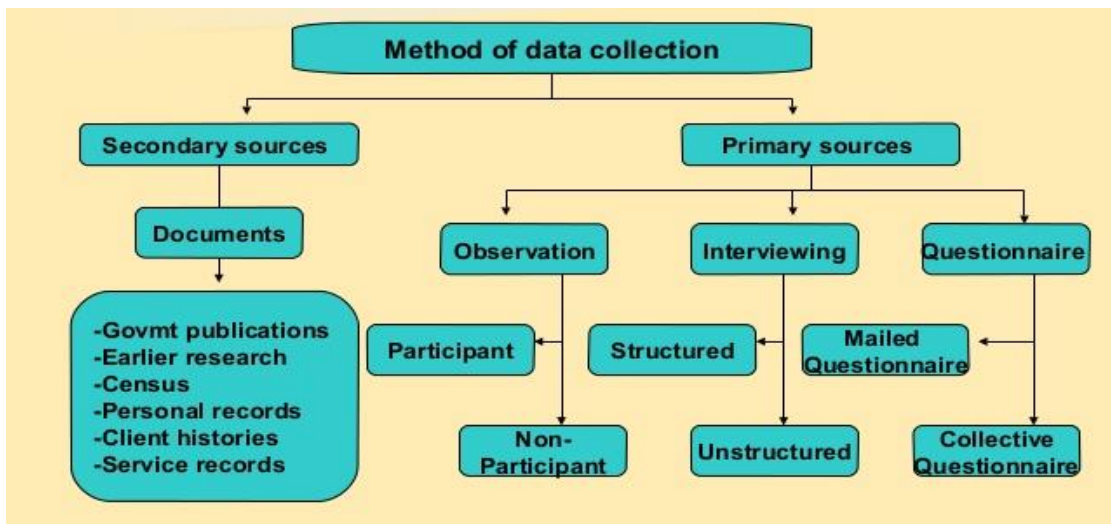 Method of data collection
Secondary sources
Primary sources
Documents
Observation
Interviewing
Questionnaire
-Govmt publications
-Earlier research
-Census
-Personal records
-Client histories
-Service records
Participant
Structured
Mailed
Questionnaire
Non-
Participant
Unstructured
Collective
Questionnaire